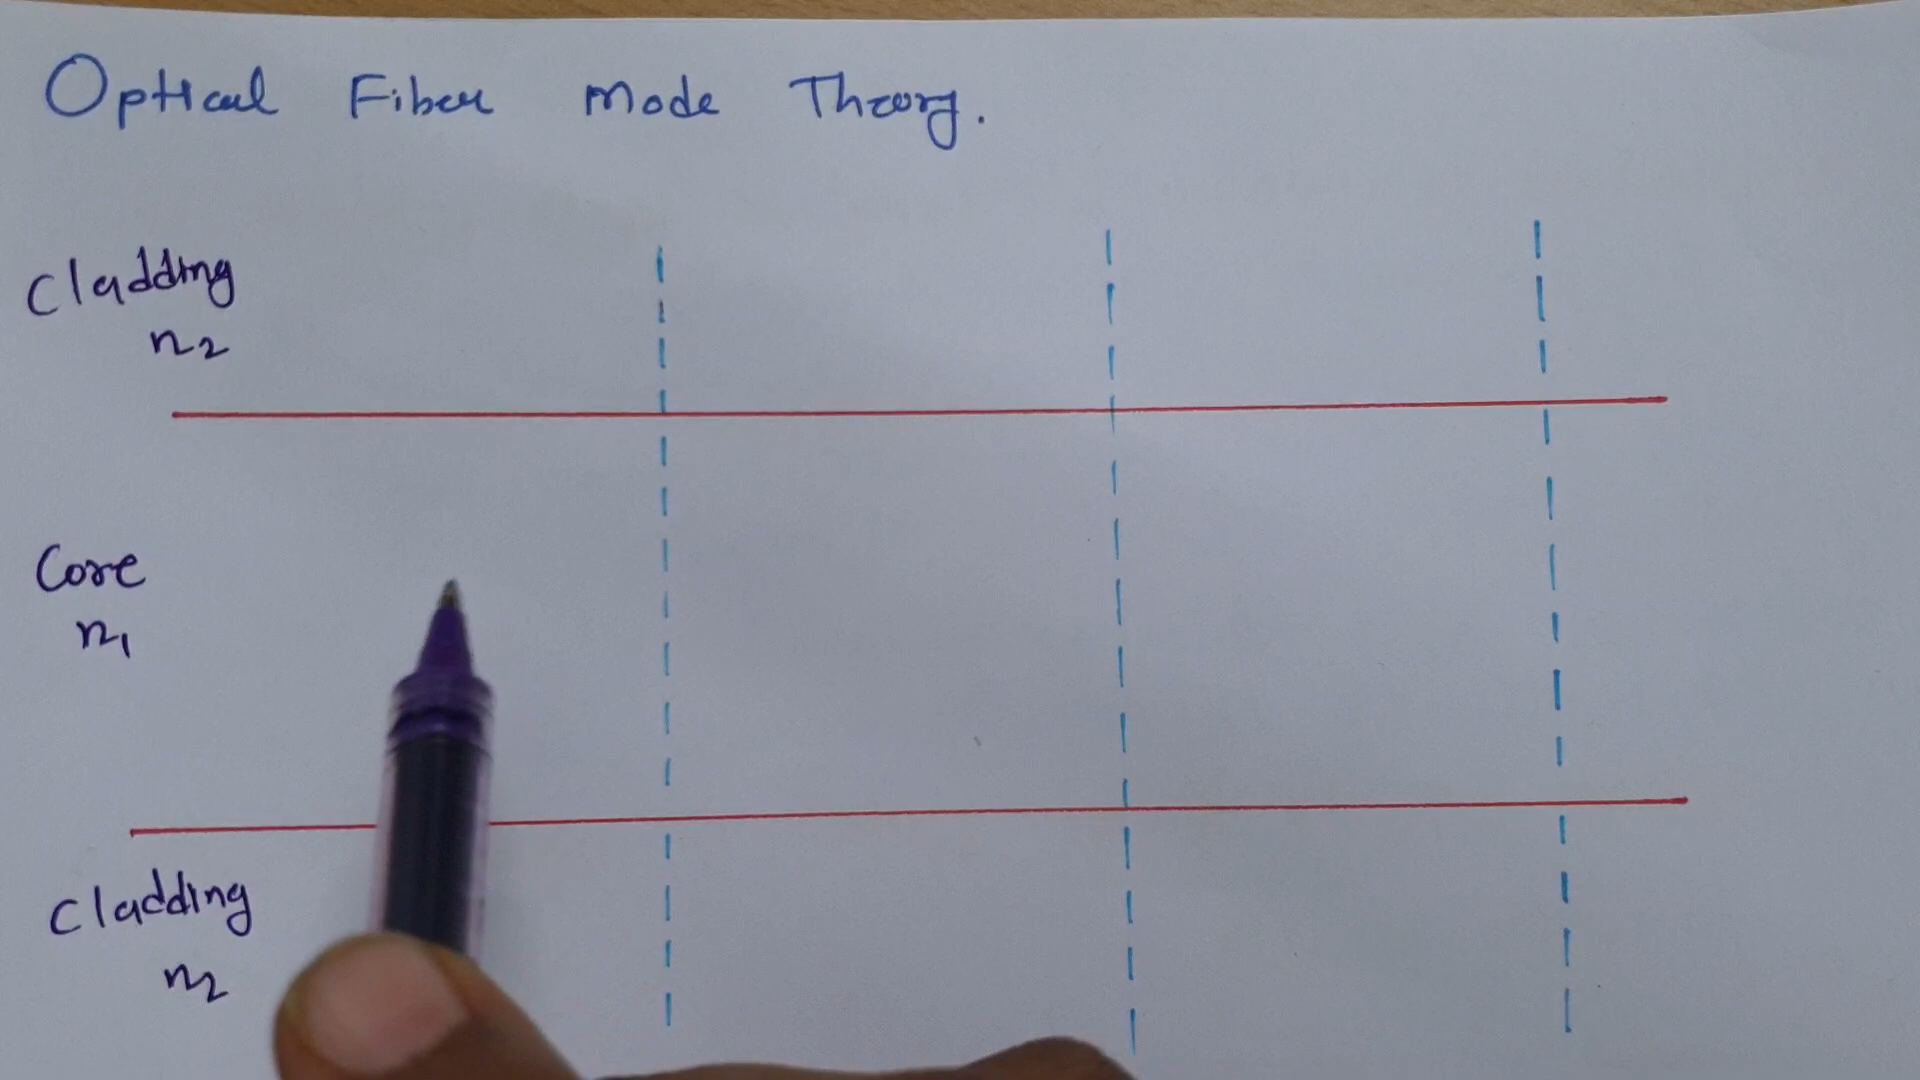 Optical Fiber Mode Theory.
Cladding
n2
Core
n1
Cladding
n2